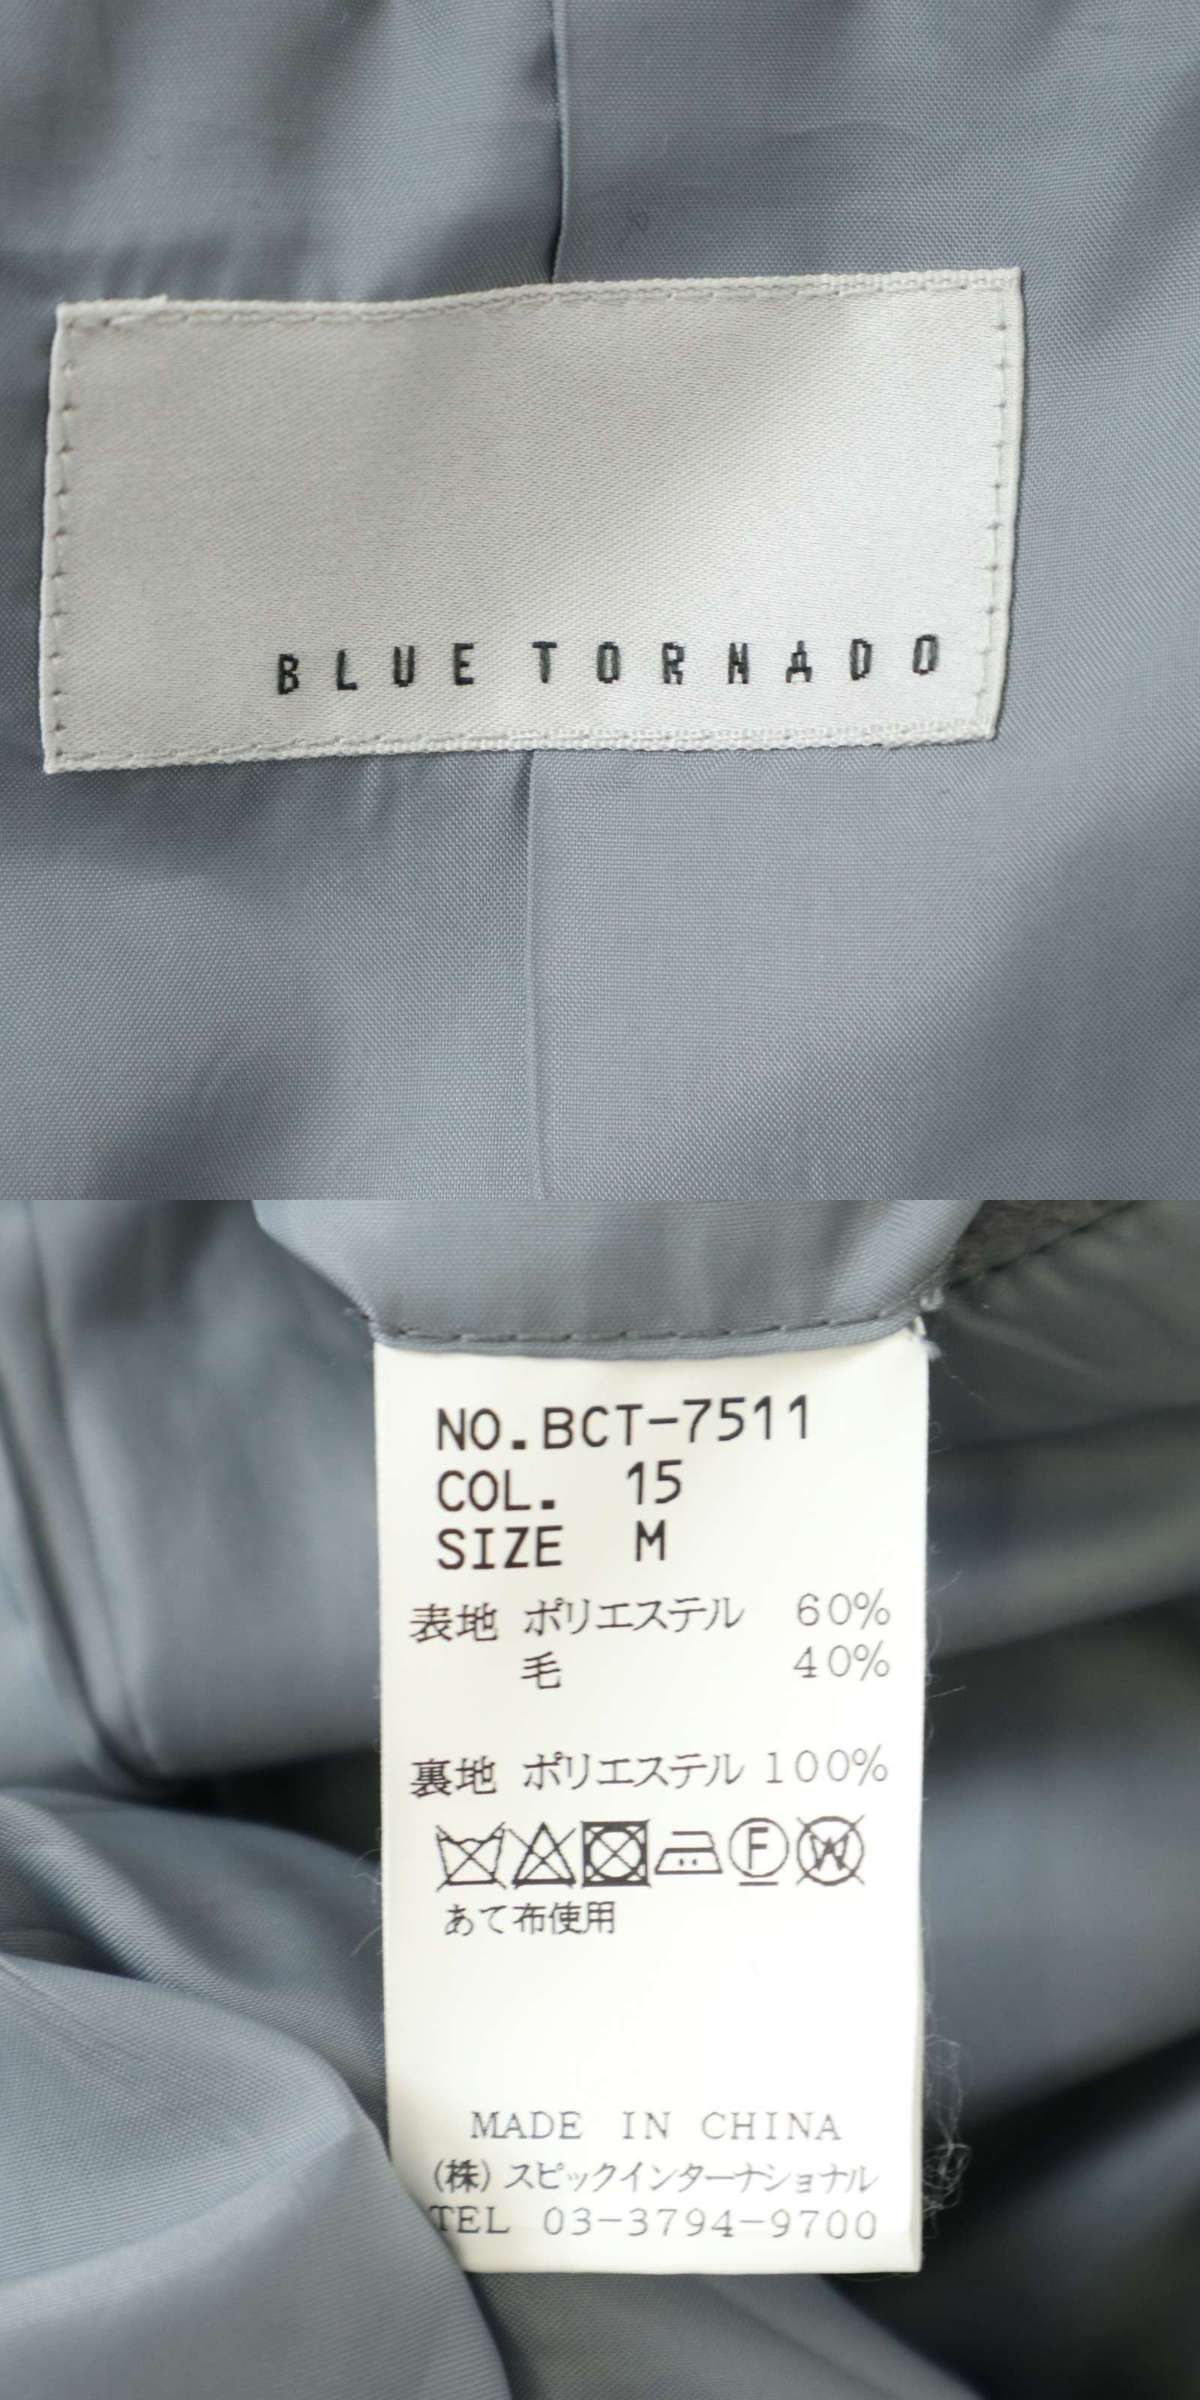 BLUE TORNADO
NO.BCT-7511
COL. 15
SIZE M
表地 ポリエステル 60%
毛 40%
裏地 ポリエステル 100%
F W
あて布使用
MADE IN CHINA
(株)スピックインターナショナル
TEL 03-3794-9700